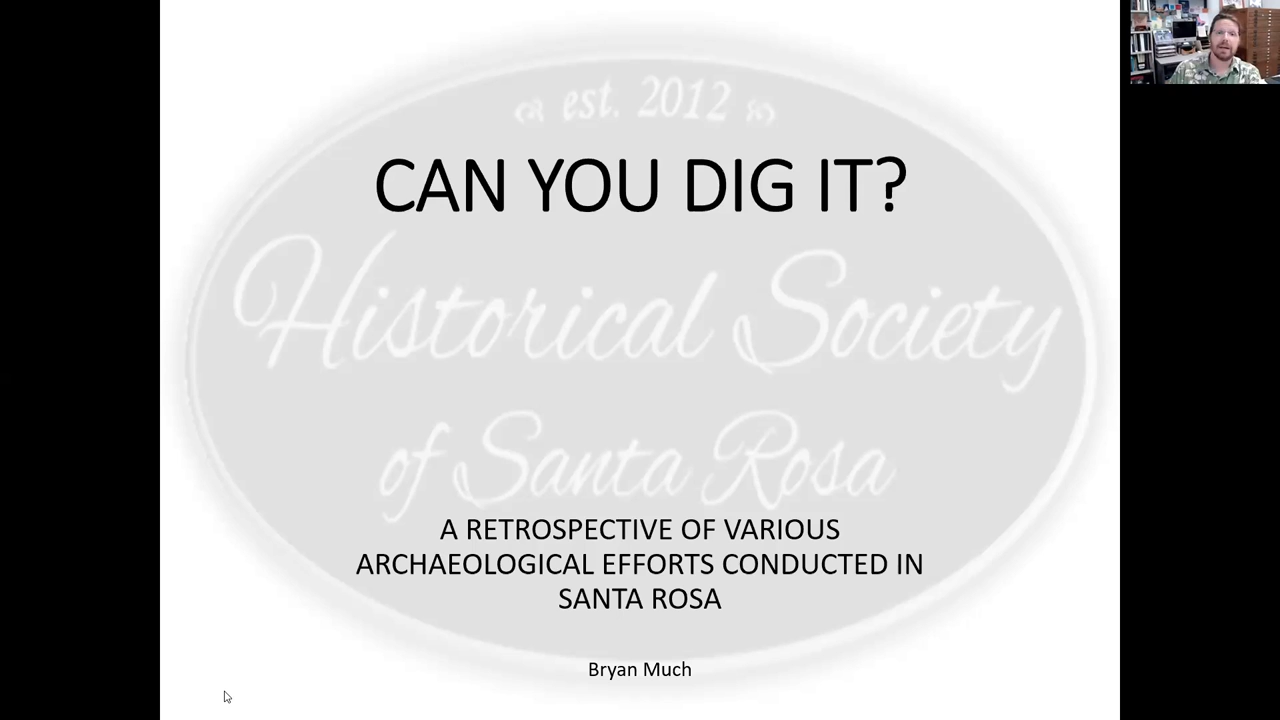 est. 2012
CAN YOU DIG IT?
Historical Society
of Santa Rosa
A RETROSPECTIVE OF VARIOUS
ARCHAEOLOGICAL EFFORTS CONDUCTED IN
SANTA ROSA
Bryan Much